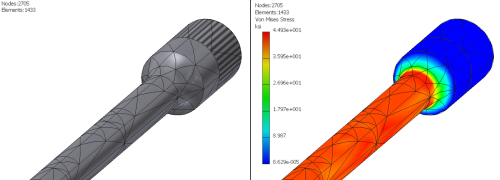 Nodes:2705
Elements:1433
Nodes:2705
Elements:1433
Von Mises Stress
ksi
4.493e+001
3.595e+001
2.696e+001
1.797e+001
8.987
8.629e-005